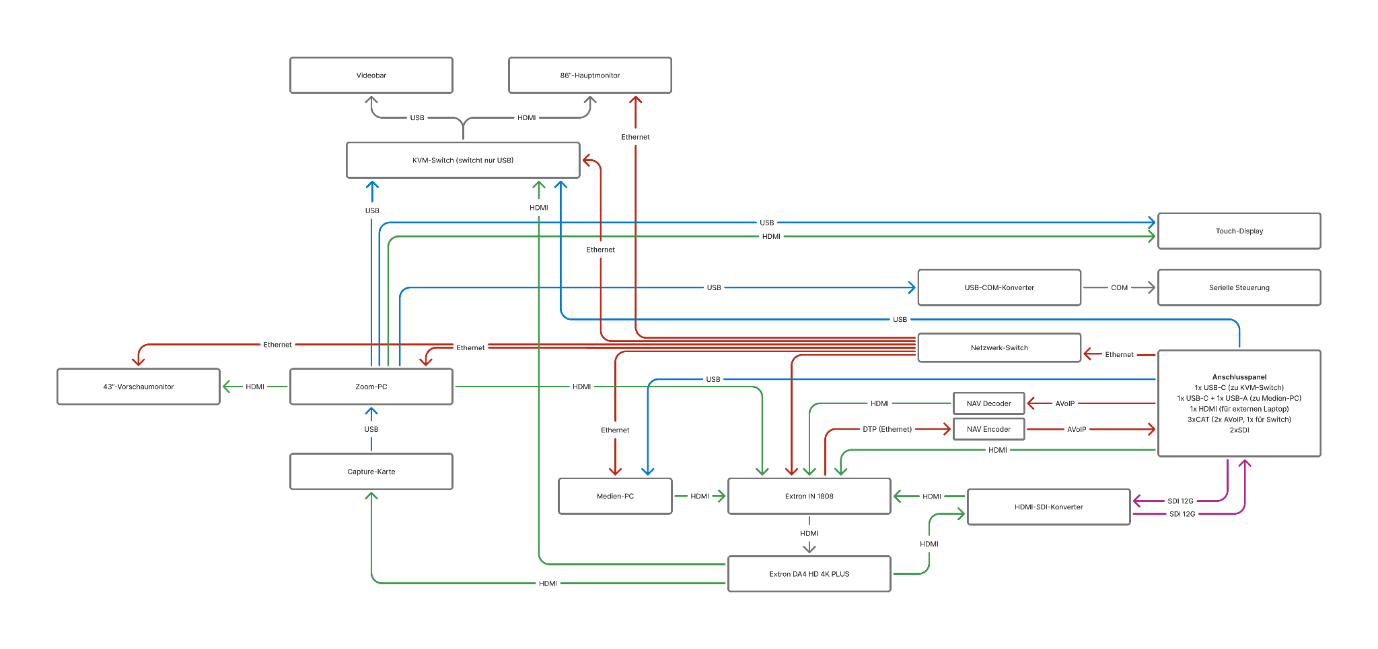 Videobar
86"-Hauptmonitor
USB
HDMI
Ethernet
KVM-Switch (switcht nur USB)
USB
HDMI
USB
HDMI
Touch-Display
Ethernet
USB
USB-COM-Konverter
COM
Serielle Steuerung
USB
Ethernet
Ethernet
Netzwerk-Switch
Ethernet
43"-Vorschaumonitor
HDMI
Zoom-PC
HDMI
USB
Anschlusspanel
1x USB-C (zu KVM-Switch)
1x USB-C + 1x USB-A (zu Medien-PC)
1x HDMI (für externen Laptop)
3xCAT (2x AVoIP, 1x für Switch)
2xSDI
HDMI
NAV Decoder
AVoIP
USB
Ethernet
DTP (Ethernet)
NAV Encoder
AVoIP
HDMI
Capture-Karte
Medien-PC
HDMI
Extron IN 1808
HDMI
HDMI-SDI-Konverter
SDI 12G
SDI 12G
HDMI
HDMI
Extron DA4 HD 4K PLUS
HDMI